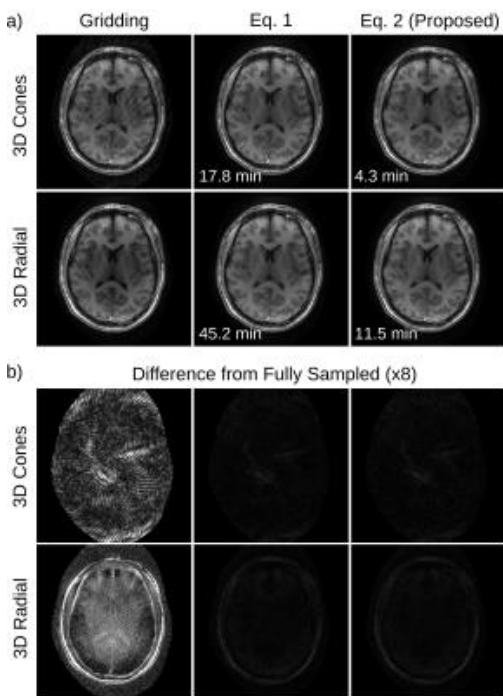 a)
Gridding Eq. 1 Eq. 2 (Proposed)
3D Cones
17.8 min 4.3 min
3D Radial
45.2 min 11.5 min
b)
Difference from Fully Sampled (x8)
3D Cones
3D Radial